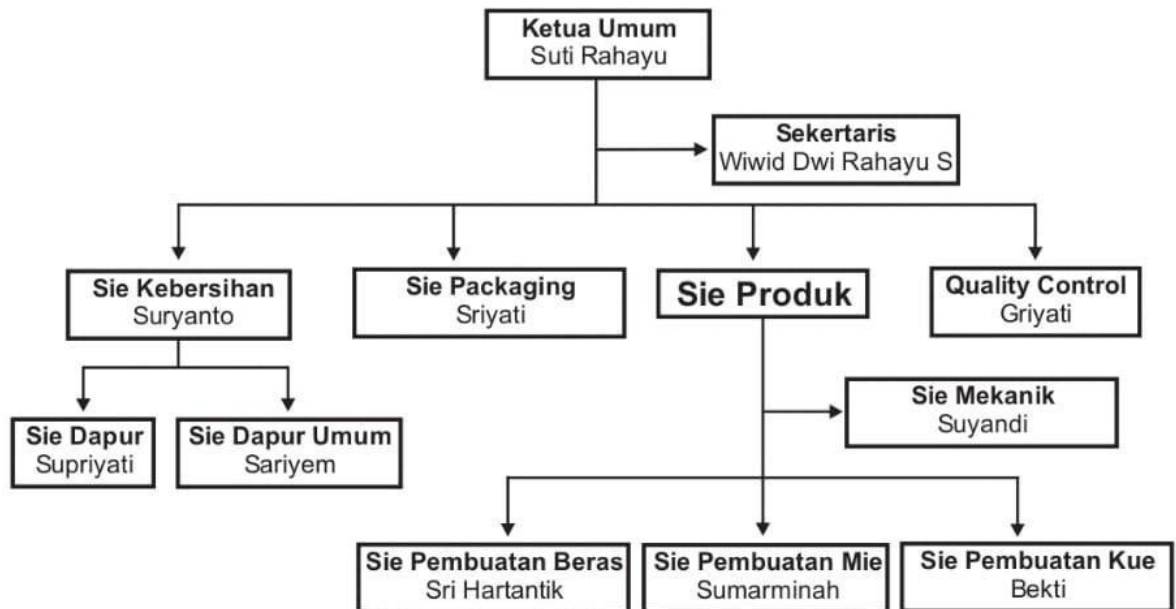 Ketua Umum
Suti Rahayu
Sekertaris
Wiwid Dwi Rahayu S
Sie Kebersihan
Suryanto
Sie Packaging
Sriyati
Sie Produk
Quality Control
Griyati
Sie Mekanik
Suyandi
Sie Dapur
Supriyati
Sie Dapur Umum
Sariyem
Sie Pembuatan Beras
Sri Hartantik
Sie Pembuatan Mie
Sumarminah
Sie Pembuatan Kue
Bekti